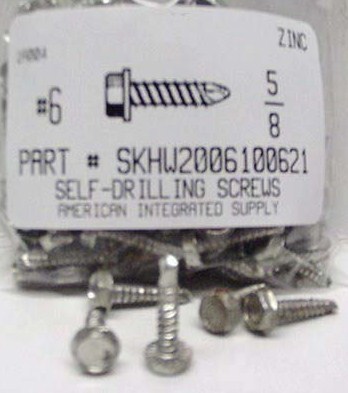 ZINC
#6
5
8
PART # SKHW2006100621
SELF-DRILLING SCREWS
AMERICAN INTEGRATED SUPPLY